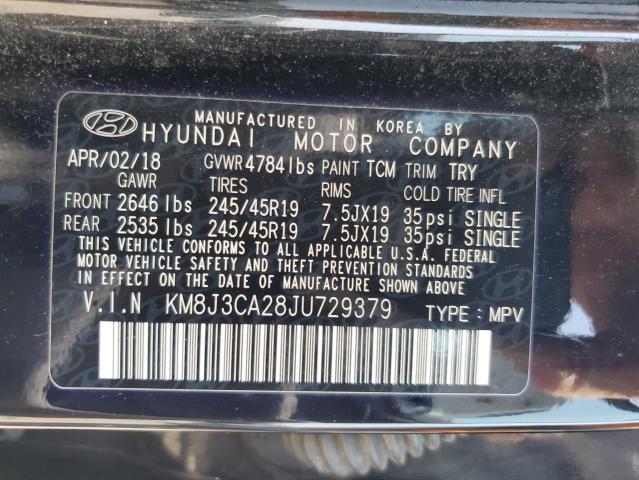 MANUFACTURED IN KOREA BY
HYUNDAI MOTOR COMPANY
APR/02/18 GVWR4784lbs PAINT TCM TRIM TRY
GAWR TIRES RIMS COLD TIRE INFL
FRONT 2646 lbs 245/45R19 7.5JX19 35psi SINGLE
REAR 2535 lbs 245/45R19 7.5JX19 35psi SINGLE
THIS VEHICLE CONFORMS TO ALL APPLICABLE U.S.A. FEDERAL
MOTOR VEHICLE SAFETY AND THEFT PREVENTION STANDARDS
IN EFFECT ON THE DATE OF MANUFACTURE SHOWN ABOVE
V.I.N KM8J3CA28JU729379 TYPE : MPV